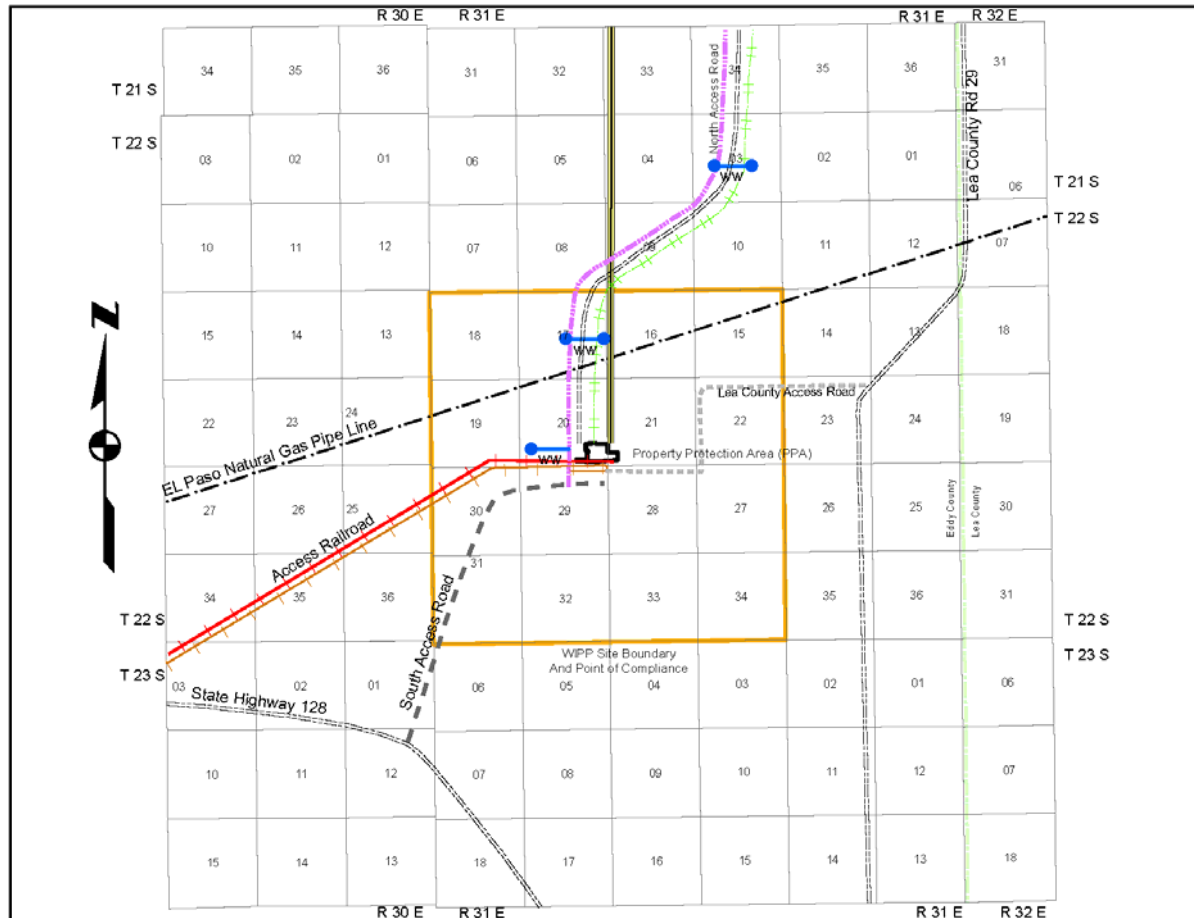 R 30 E R 31 E R 31 E R 32 E
34 35 36 31 32 33 34 35 36 31
T 21 S
T 22 S
03 02 01 06 05 04 03 02 01 06
North Access Road
Lea County Rd 29
WW
T 21 S
T 22 S
10 11 12 07 08 09 10 11 12 07
Z
15 14 13 18 17 16 15 14 13 18
WW
Lea County Access Road
22 23 24 19 20 21 22 23 24 19
EL Paso Natural Gas Pipe Line
WW
Property Protection Area (PPA)
27 26 25 30 29 28 27 26 25 30
Eddy County
Lea County
Access Railroad
34 35 36 31 32 33 34 35 36 31
South Access Road
T 22 S
T 23 S
T 22 S
T 23 S
WIPP Site Boundary
And Point of Compliance
03 02 01 06 05 04 03 02 01 06
State Highway 128
10 11 12 07 08 09 10 11 12 07
15 14 13 18 17 16 15 14 13 18
R 30 E R 31 E R 31 E R 32 E